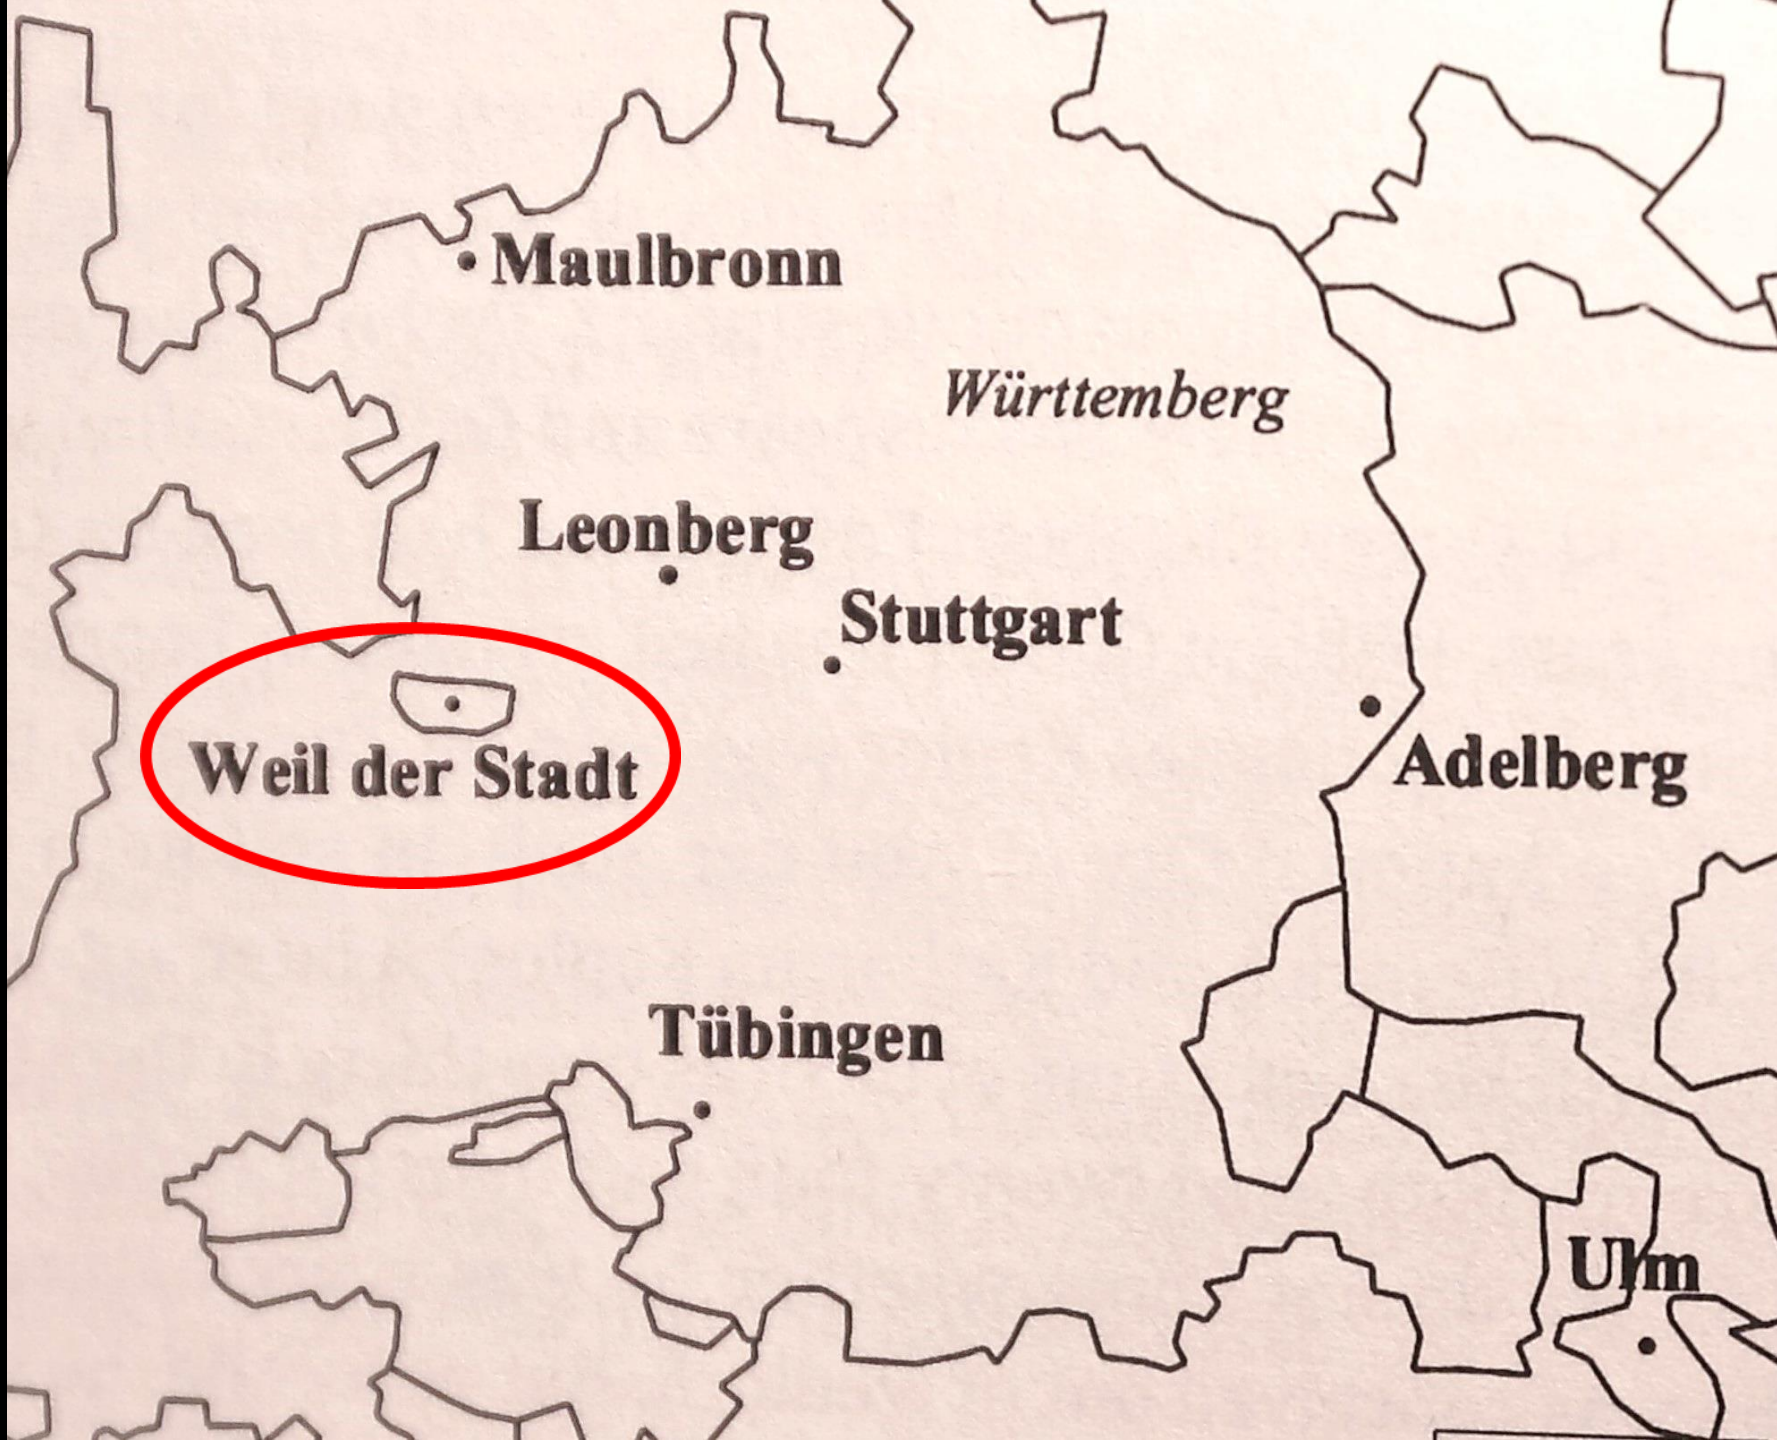 Maulbronn
Württemberg
Leonberg
Stuttgart
Weil der Stadt
Adelberg
Tübingen
Ulm